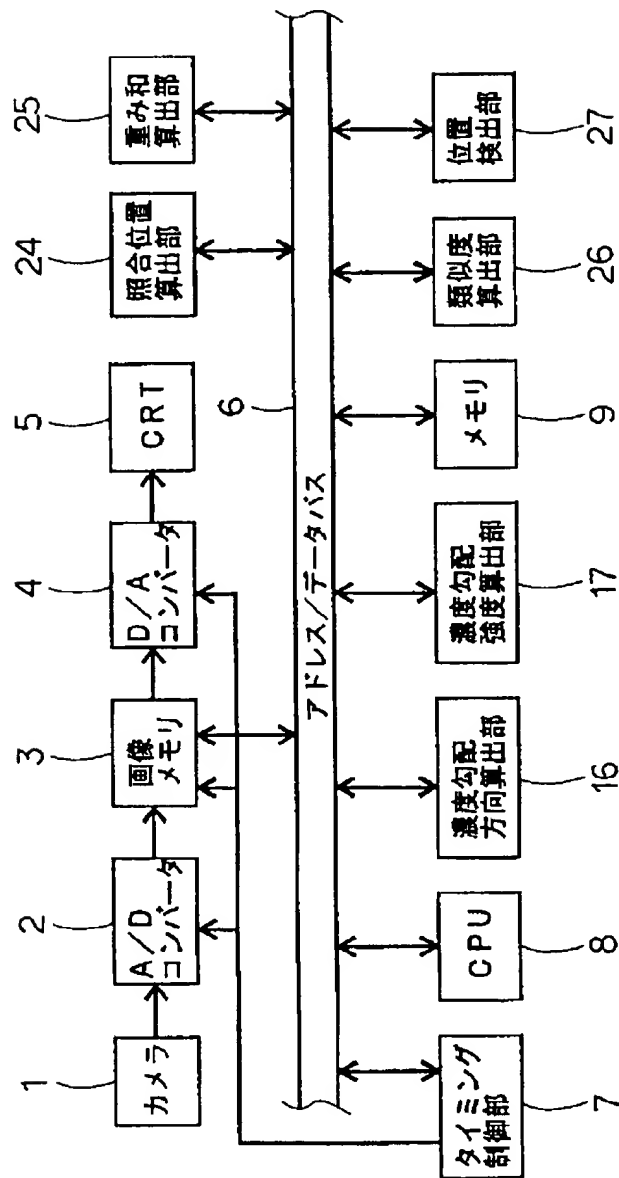 1
カメラ
2
A/D
コンバータ
3
画像
メモリ
4
D/A
コンバータ
5
CRT
24
照合位置
算出部
25
重み和
算出部
6
アドレス/データバス
タイミング
制御部
7
CPU
8
濃度勾配
方向算出部
16
濃度勾配
強度算出部
17
メモリ
9
類似度
算出部
26
位置
検出部
27